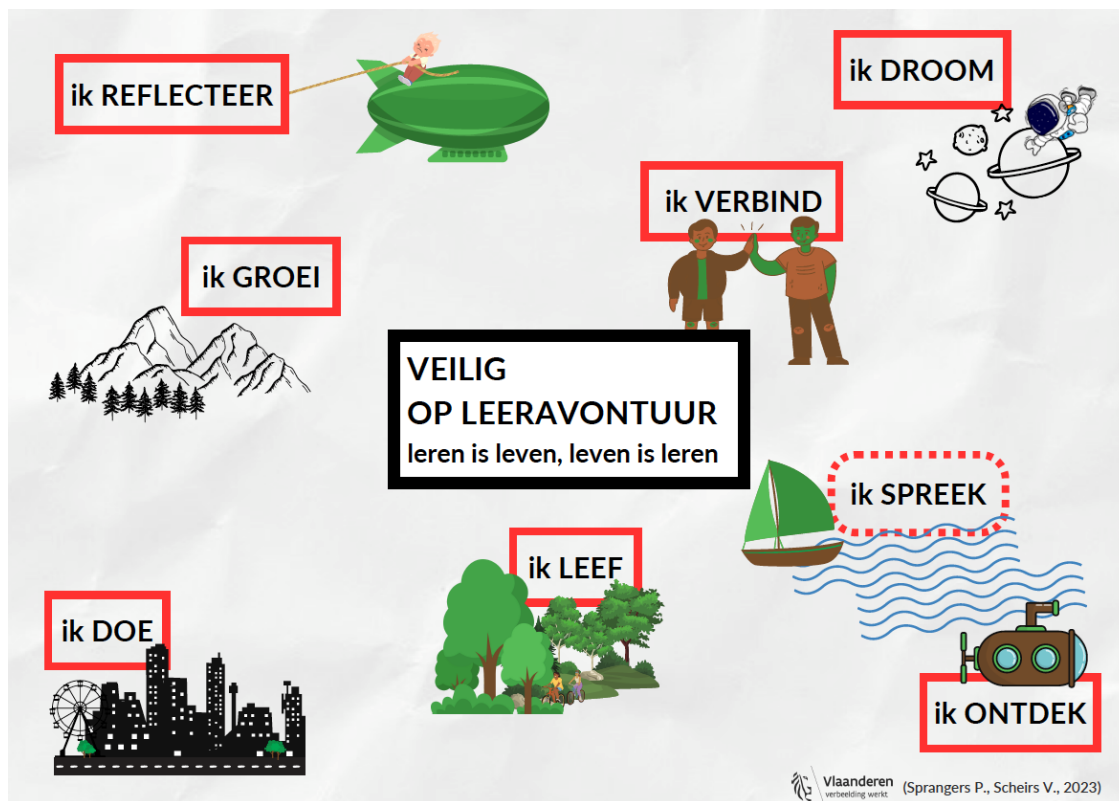 ik REFLECTEER
ik DROOM
ik VERBIND
ik GROEI
VEILIG
OP LEERAVONTUUR
leren is leven, leven is leren
ik SPREEK
ik LEEF
ik DOE
ik ONTDEK
Vlaanderen
verbeelding werkt
(Sprangers P., Scheirs V., 2023)